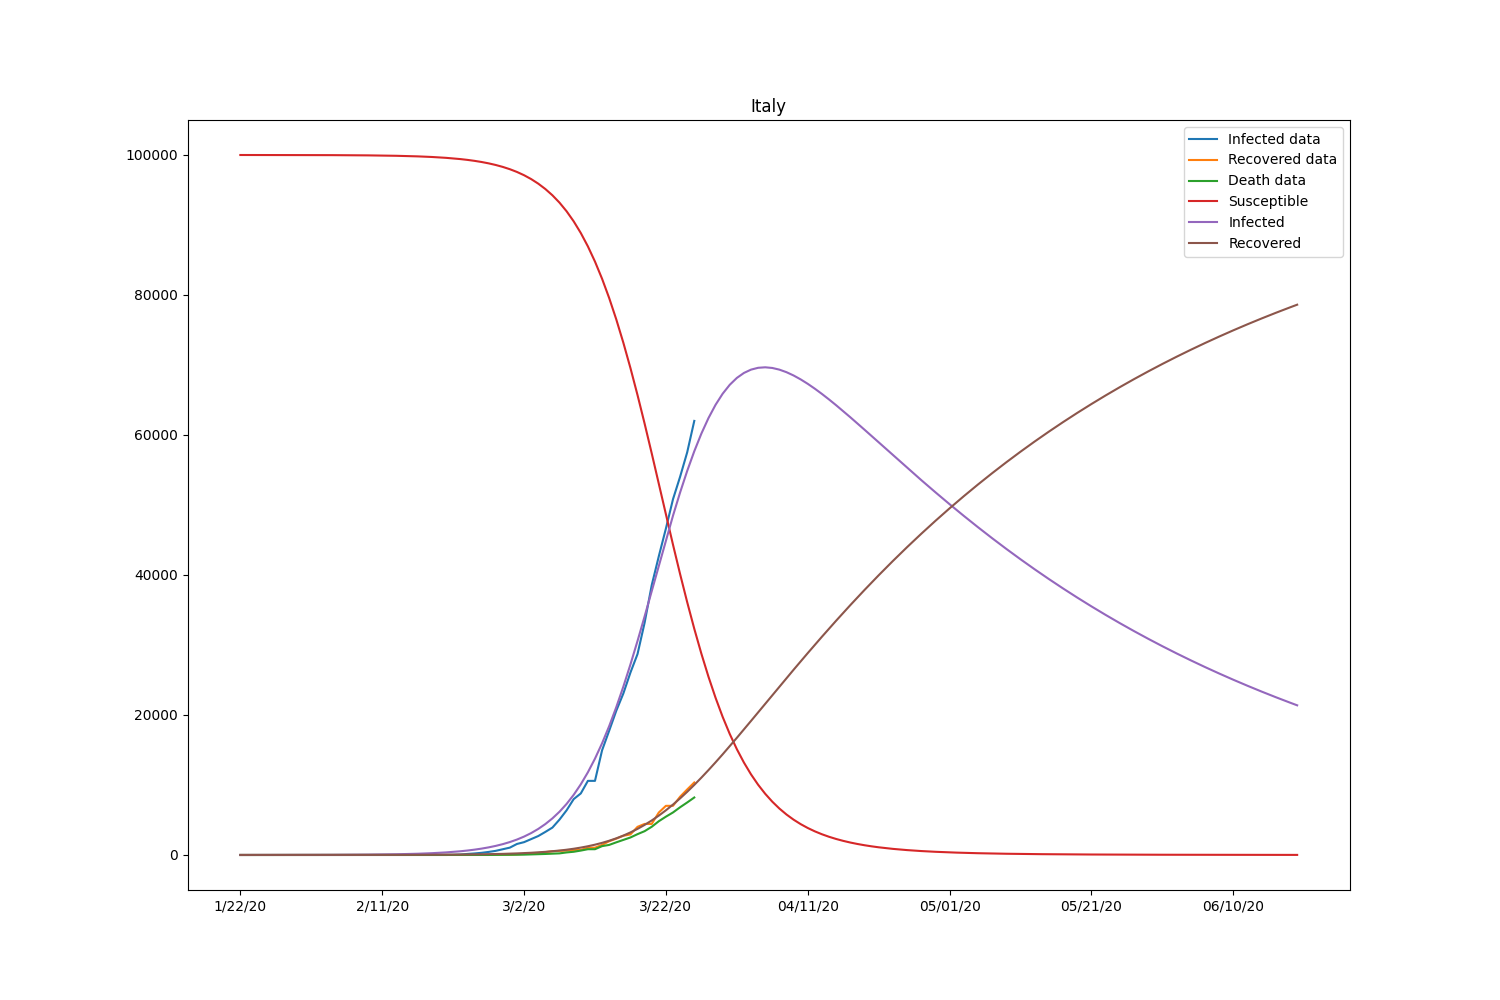 Italy
100000
80000
60000
40000
20000
0
1/22/20 2/11/20 3/2/20 3/22/20 04/11/20 05/01/20 05/21/20 06/10/20
Infected data
Recovered data
Death data
Susceptible
Infected
Recovered